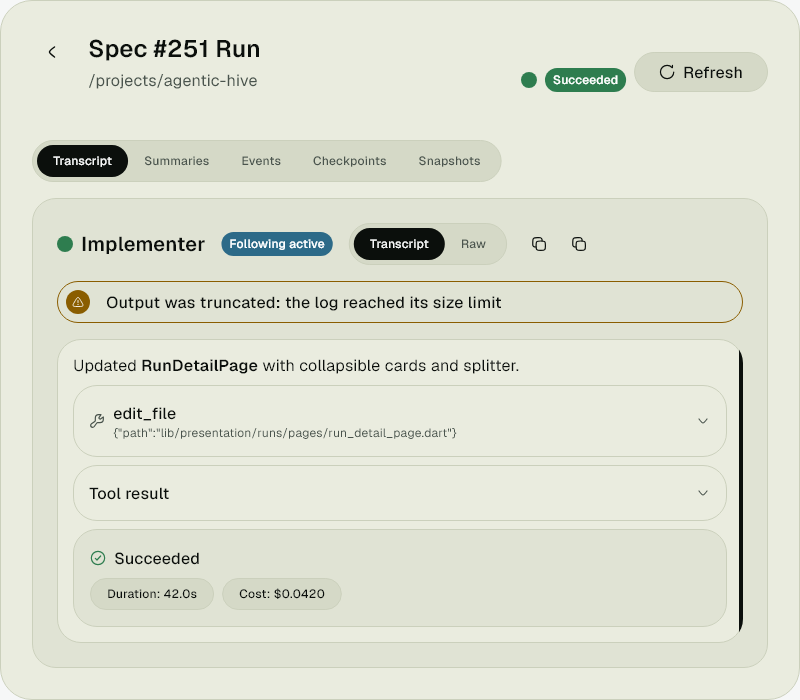 Spec #251 Run
/projects/agentic-hive
Succeeded
Refresh
Transcript
Summaries
Events
Checkpoints
Snapshots
Implementer
Following active
Transcript
Raw
Output was truncated: the log reached its size limit
Updated RunDetailPage with collapsible cards and splitter.
edit_file
{"path":"lib/presentation/runs/pages/run_detail_page.dart"}
Tool result
Succeeded
Duration: 42.0s
Cost: $0.0420